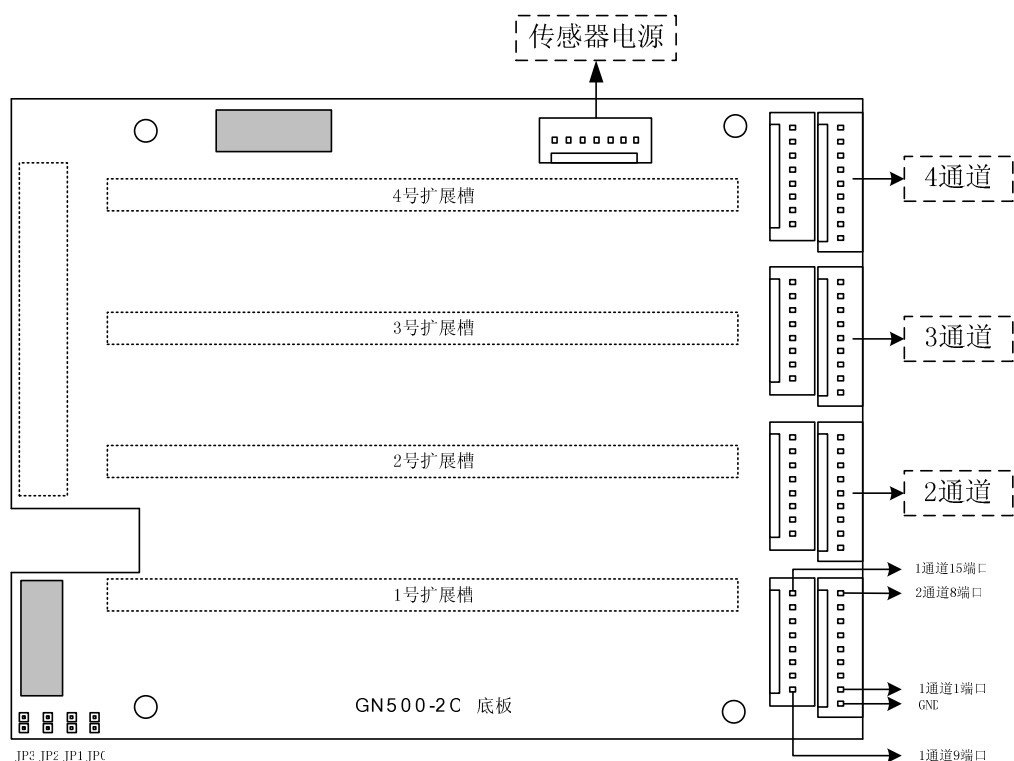 传感器电源
4通道
4号扩展槽
3号扩展槽
3通道
2号扩展槽
2通道
1通道15端口
2通道8端口
1号扩展槽
1通道1端口
GND
GN500-2C 底板
JP3 JP2 JP1 JP0
1通道9端口